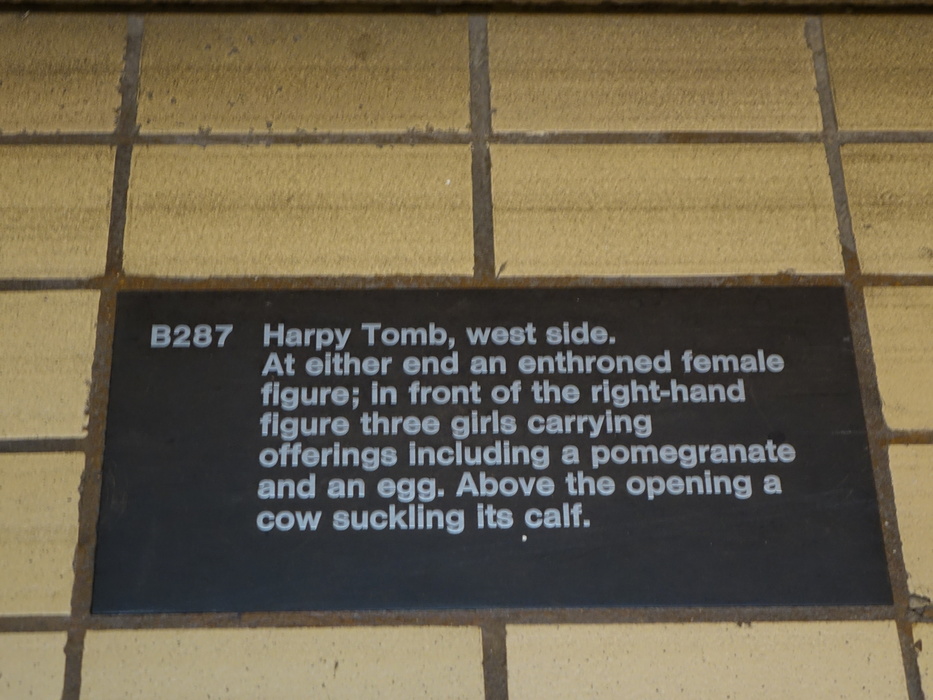 B287 Harpy Tomb, west side.
At either end an enthroned female
figure; in front of the right-hand
figure three girls carrying
offerings including a pomegranate
and an egg. Above the opening a
cow suckling its calf.